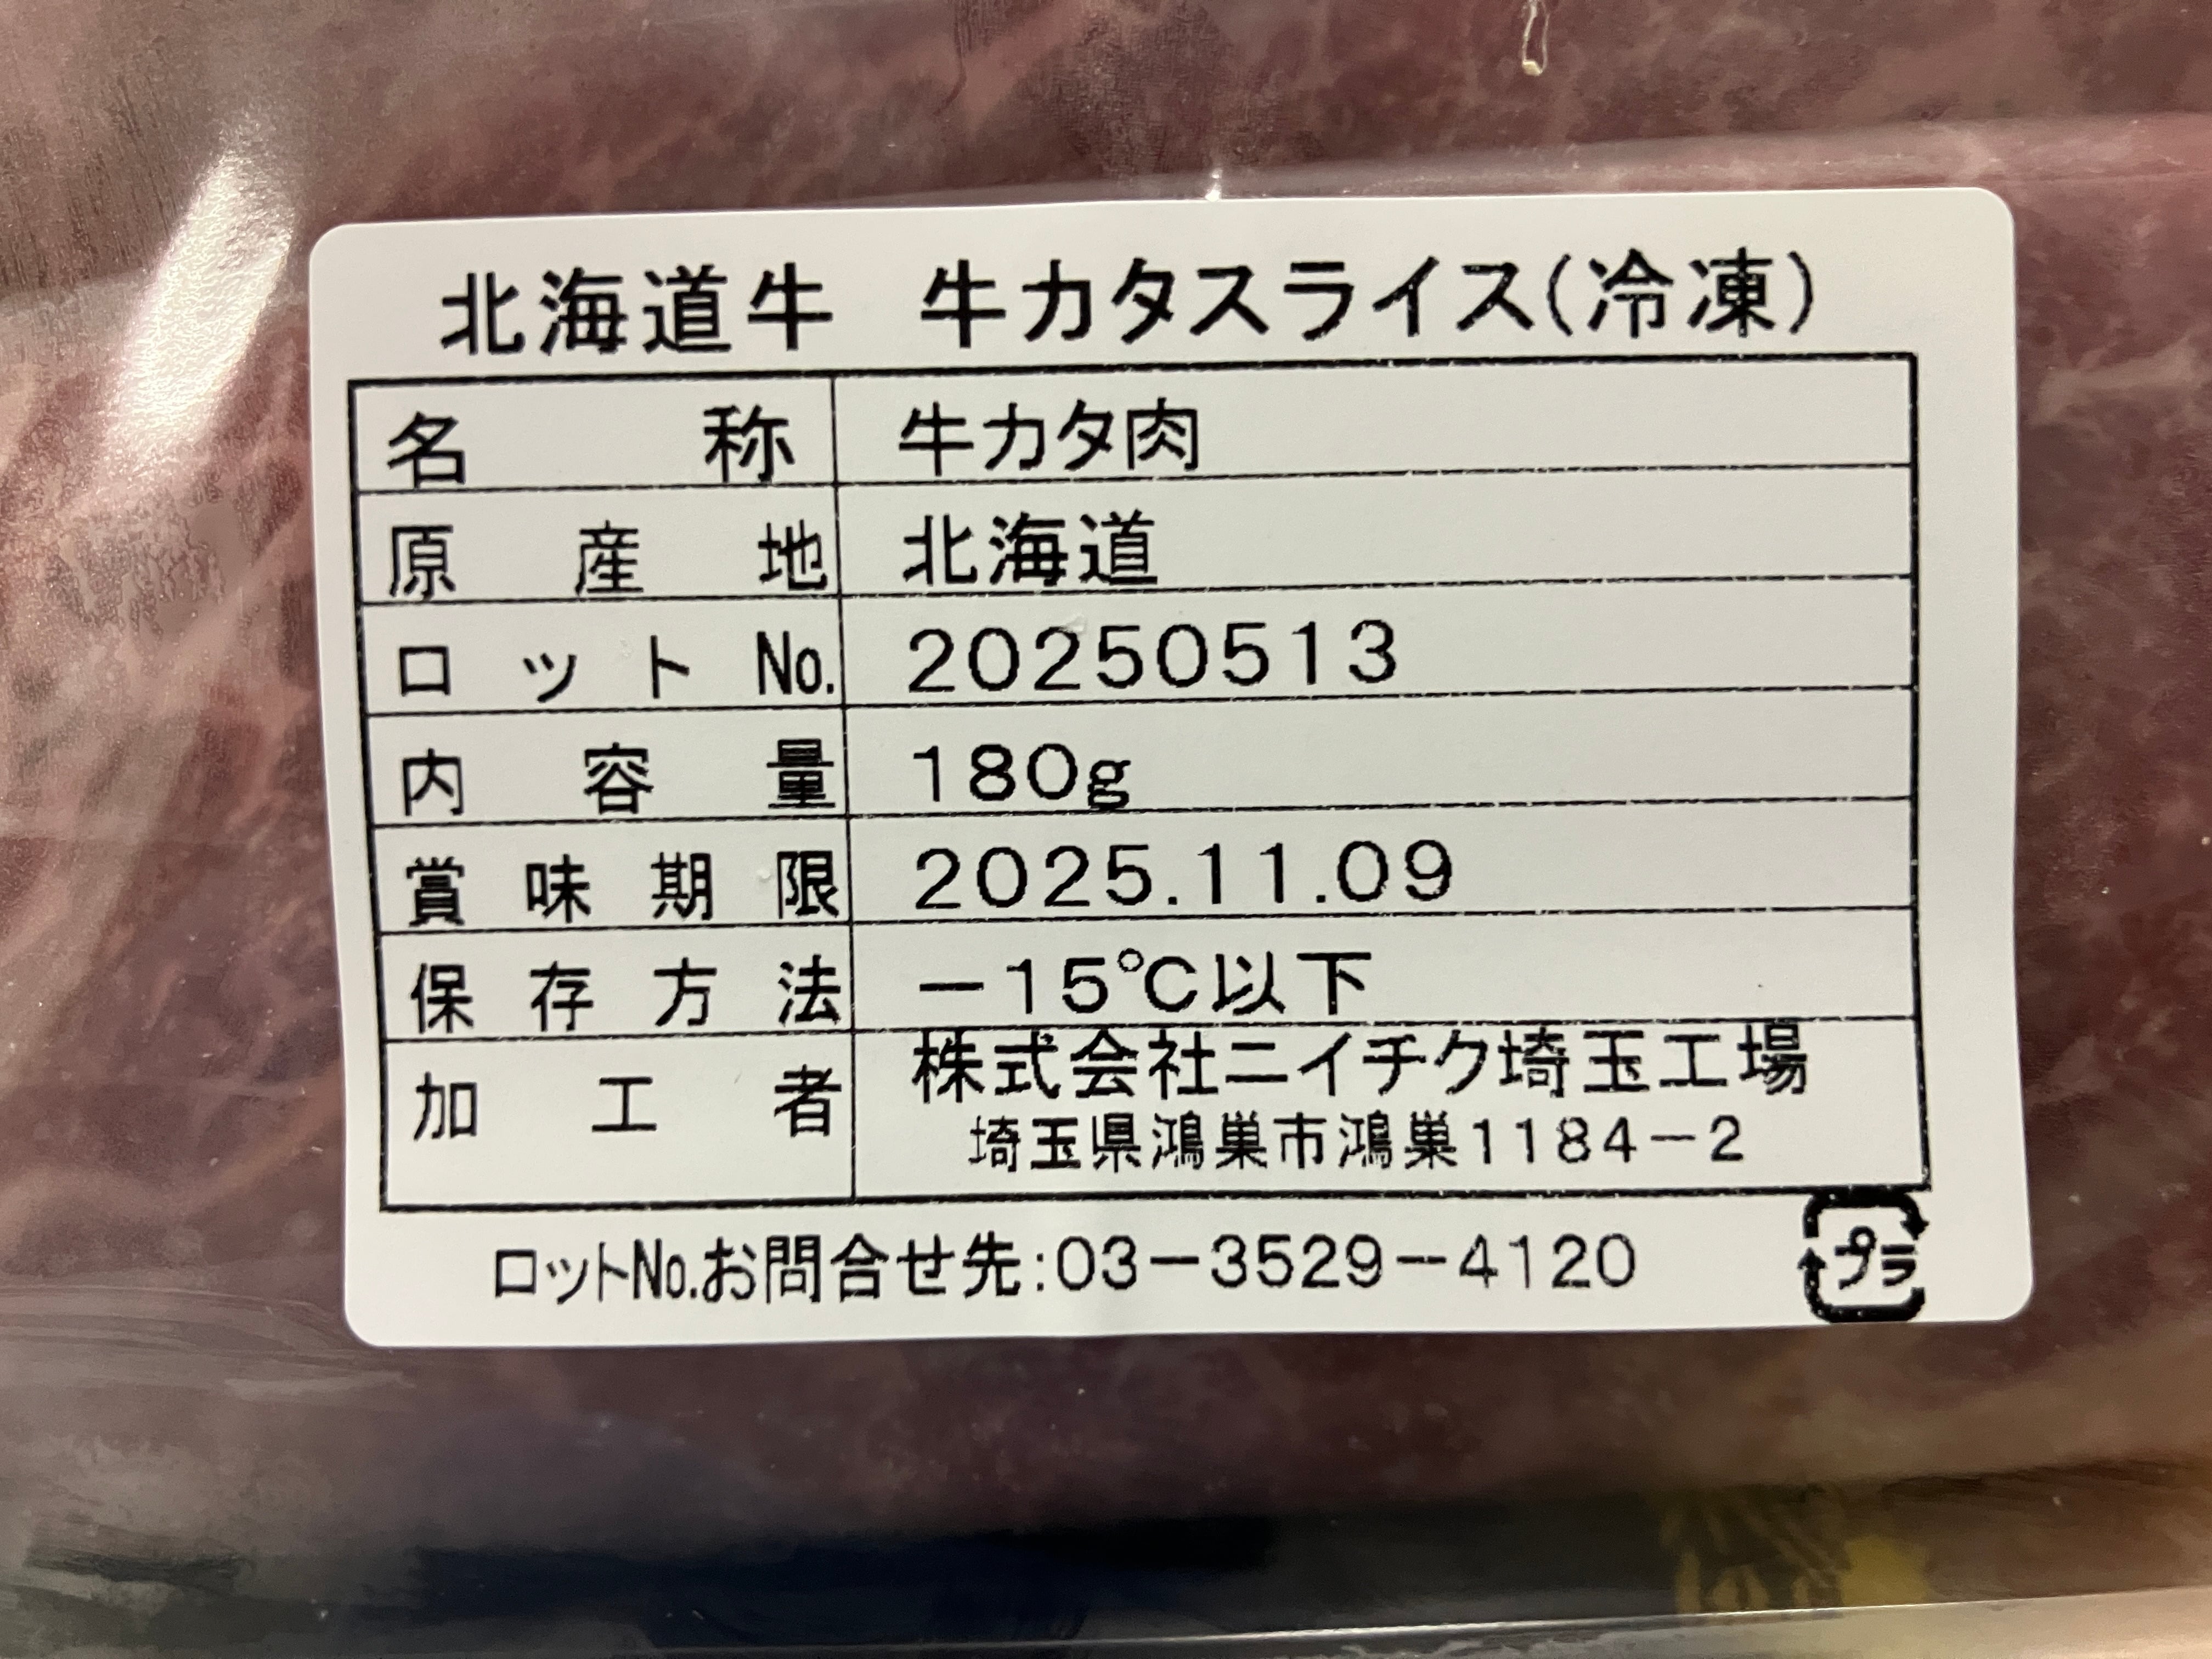 北海道牛　牛カタスライス(冷凍)
名称　牛カタ肉
原産地　北海道
ロットNo.　20250513
内容量　180g
賞味期限　2025.11.09
保存方法　－15℃以下
加工者　株式会社ニイチク埼玉工場
埼玉県鴻巣市鴻巣1184－2
ロットNo.お問合せ先:03－3529－4120
プラ